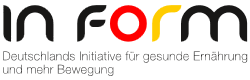 IN FORM
Deutschlands Initiative für gesunde Ernährung
und mehr Bewegung